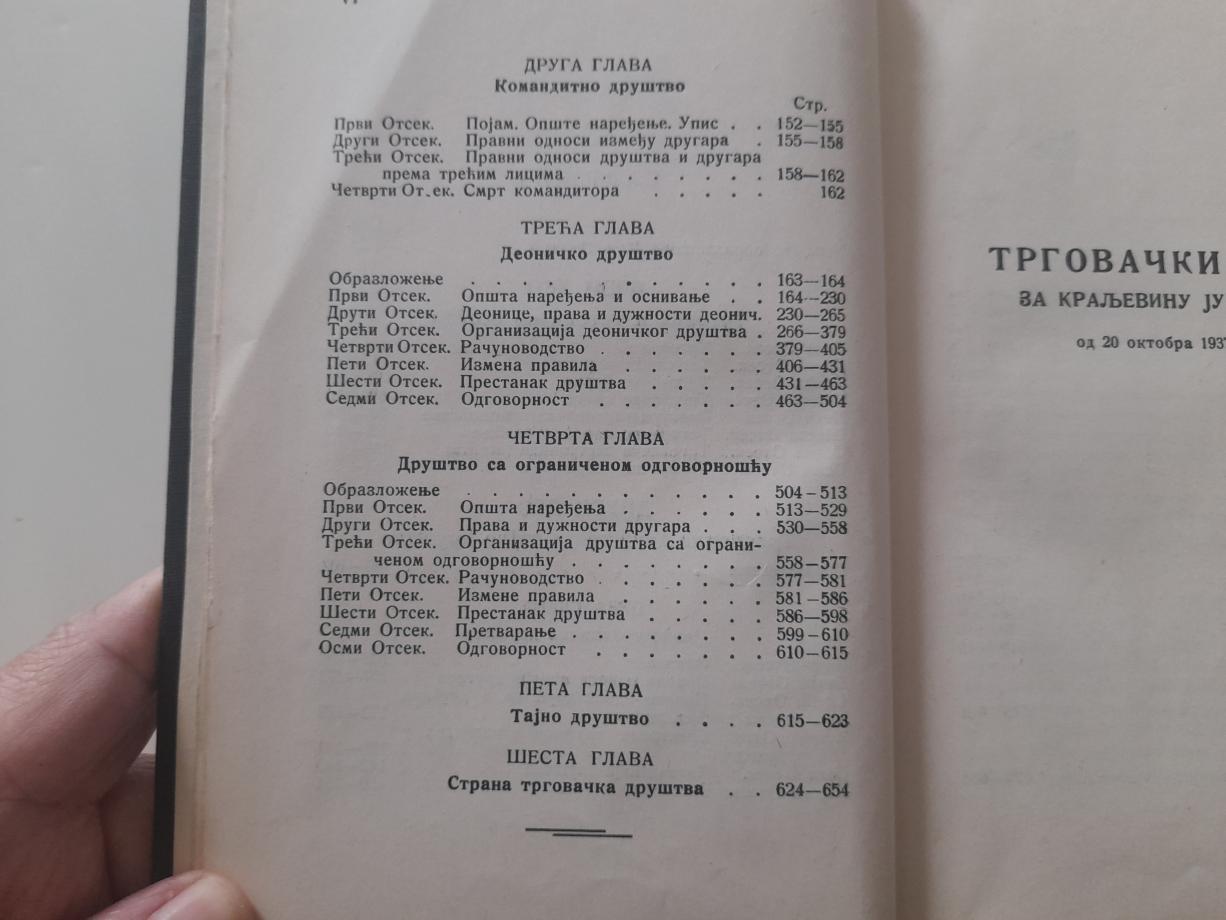 ДРУГА ГЛАВА
Командитно друштво
Стр.
Први Отсек. Појам. Опште наређење. Упис . . 152—155
Други Отсек. Правни односи између другара . 155—158
Трећи Отсек. Правни односи друштва и другара
према трећим лицима . . . . . . . 158—162
Четврти От.ек. Смрт командитора . . . . . 162
ТРЕЋА ГЛАВА
Деоничко друштво
Образложење . . . . . . . . . . . . 163—164
Први Отсек. Општа наређења и оснивање . . 164—230
Друти Отсек. Деонице, права и дужности деонич. 230—265
Трећи Отсек. Организација деоничког друштва . 266—379
Четврти Отсек. Рачуноводство . . . . . . . 379—405
Пети Отсек. Измена правила . . . . . . 406—431
Шести Отсек. Престанак друштва . . . . . 431—463
Седми Отсек. Одговорност . . . . . . . 463—504
ЧЕТВРТА ГЛАВА
Друштво са ограниченом одговорношћу
Образложење . . . . . . . . . . . . 504–513
Први Отсек. Општа наређења . . . . . . 513—529
Други Отсек. Права и дужности другара . . . 530—558
Трећи Отсек. Организација друштва са ограни-
ченом одговорношћу . . . . . . . . 558—577
Четврти Отсек. Рачуноводство . . . . . . . 577—581
Пети Отсек. Измене правила . . . . . . 581—586
Шести Отсек. Престанак друштва . . . . . 586—598
Седми Отсек. Претварање . . . . . . . . 599–610
Осми Отсек. Одговорност . . . . . . . 610—615
ПЕТА ГЛАВА
Тајно друштво . . . . 615—623
ШЕСТА ГЛАВА
Страна трговачка друштва . . 624—654
ТРГОВАЧКИ
ЗА КРАЉЕВИНУ ЈУ
од 20 октобра 1937